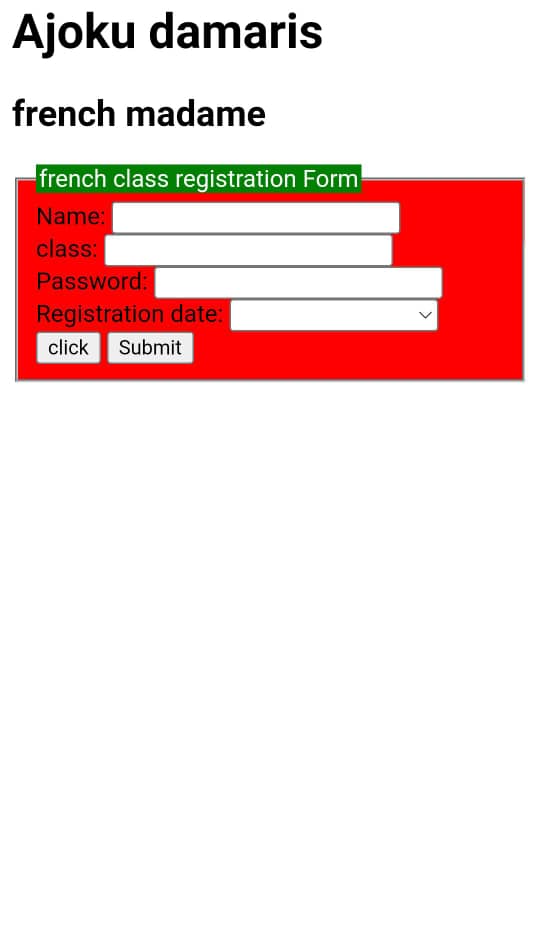 Ajoku damaris
french madame
french class registration Form
Name:
class:
Password:
Registration date:
click Submit